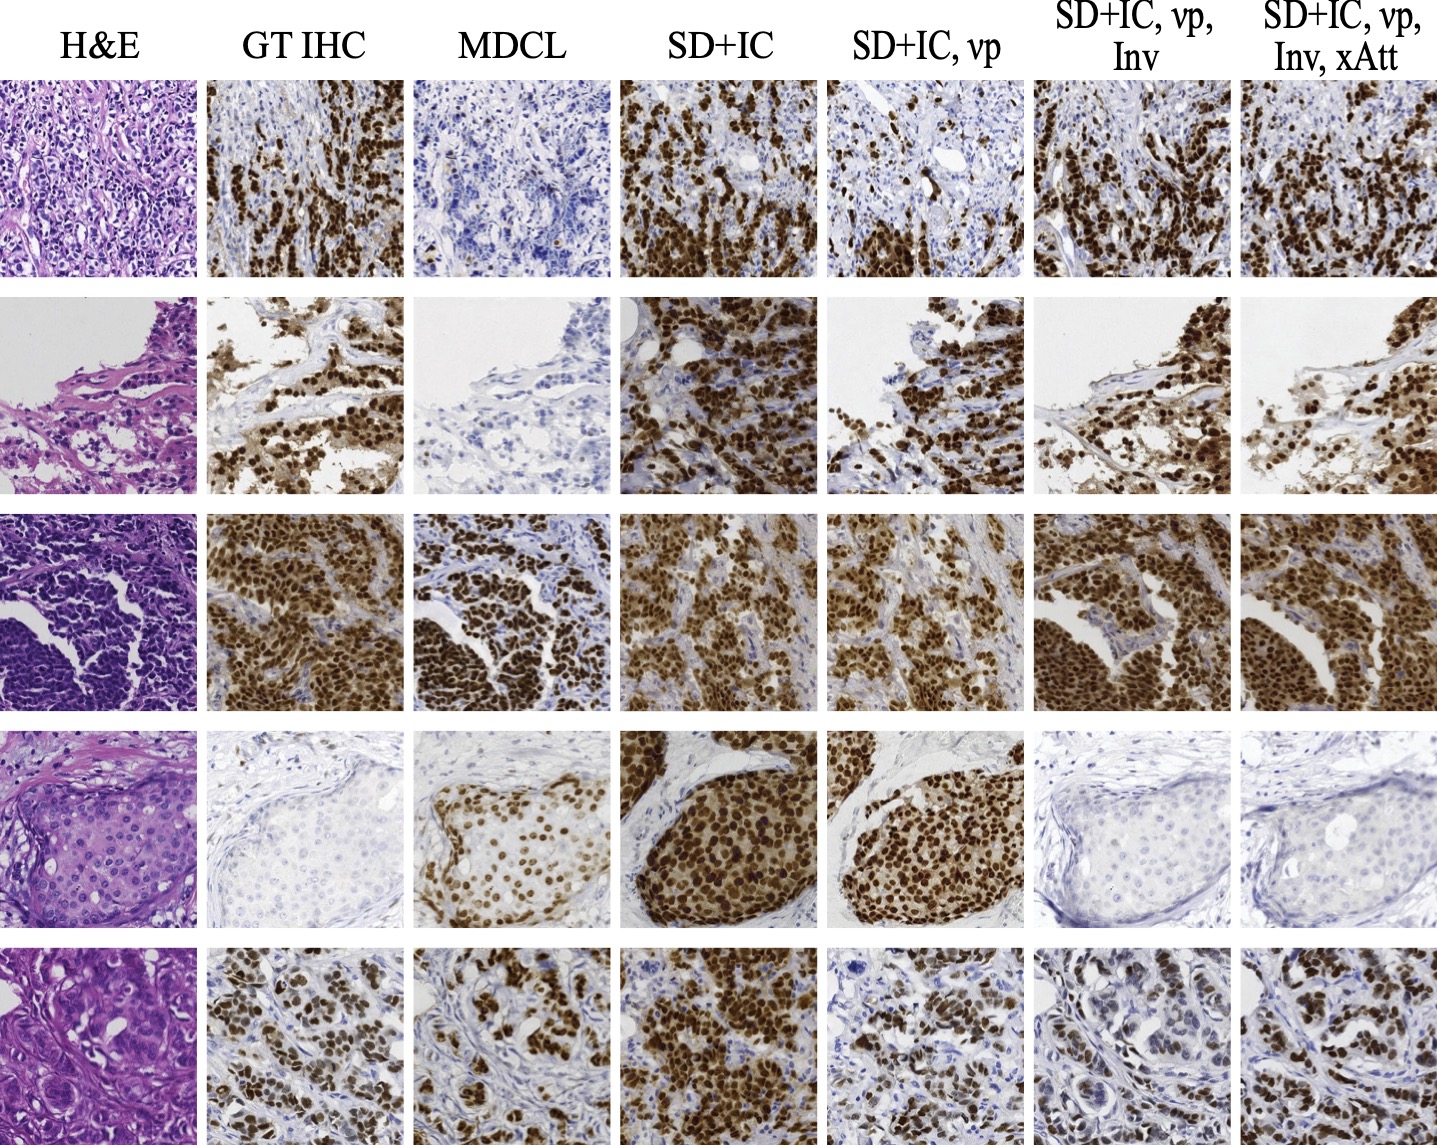 H&E GT IHC MDCL SD+IC SD+IC, νp SD+IC, νp, SD+IC, νp,
Inv Inv, xAtt